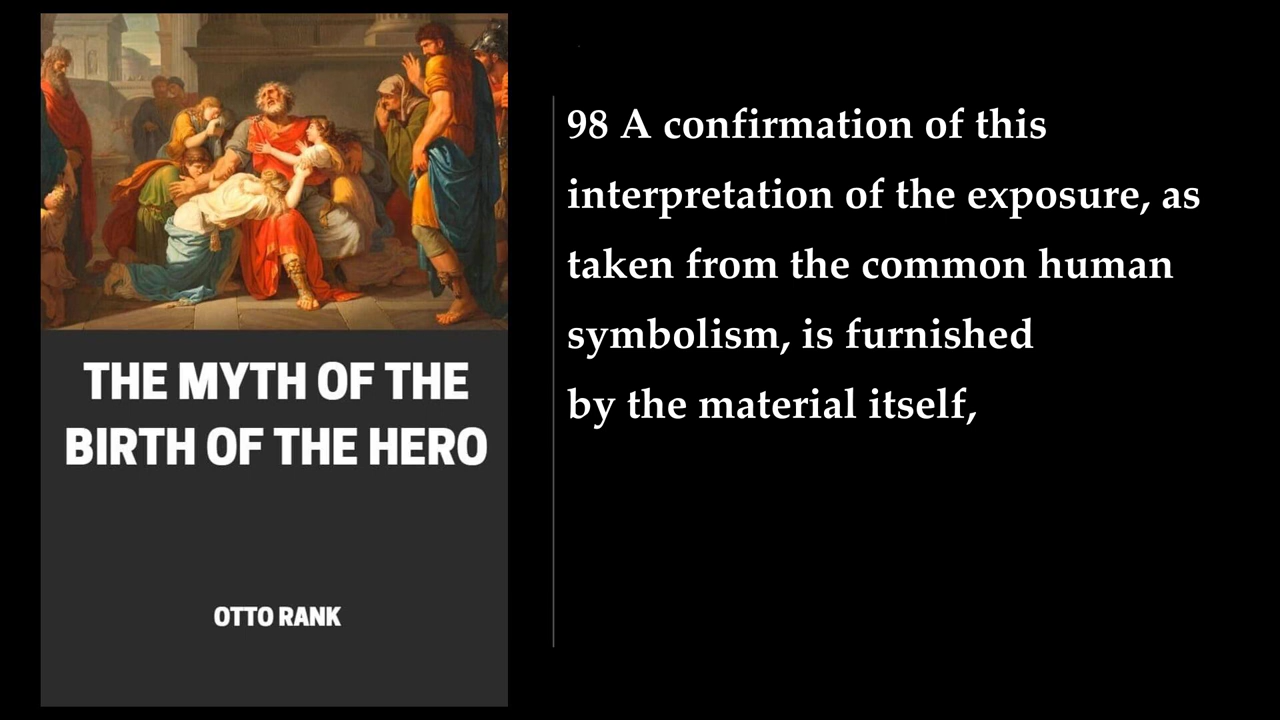 THE MYTH OF THE
BIRTH OF THE HERO
OTTO RANK
98 A confirmation of this
interpretation of the exposure, as
taken from the common human
symbolism, is furnished
by the material itself,